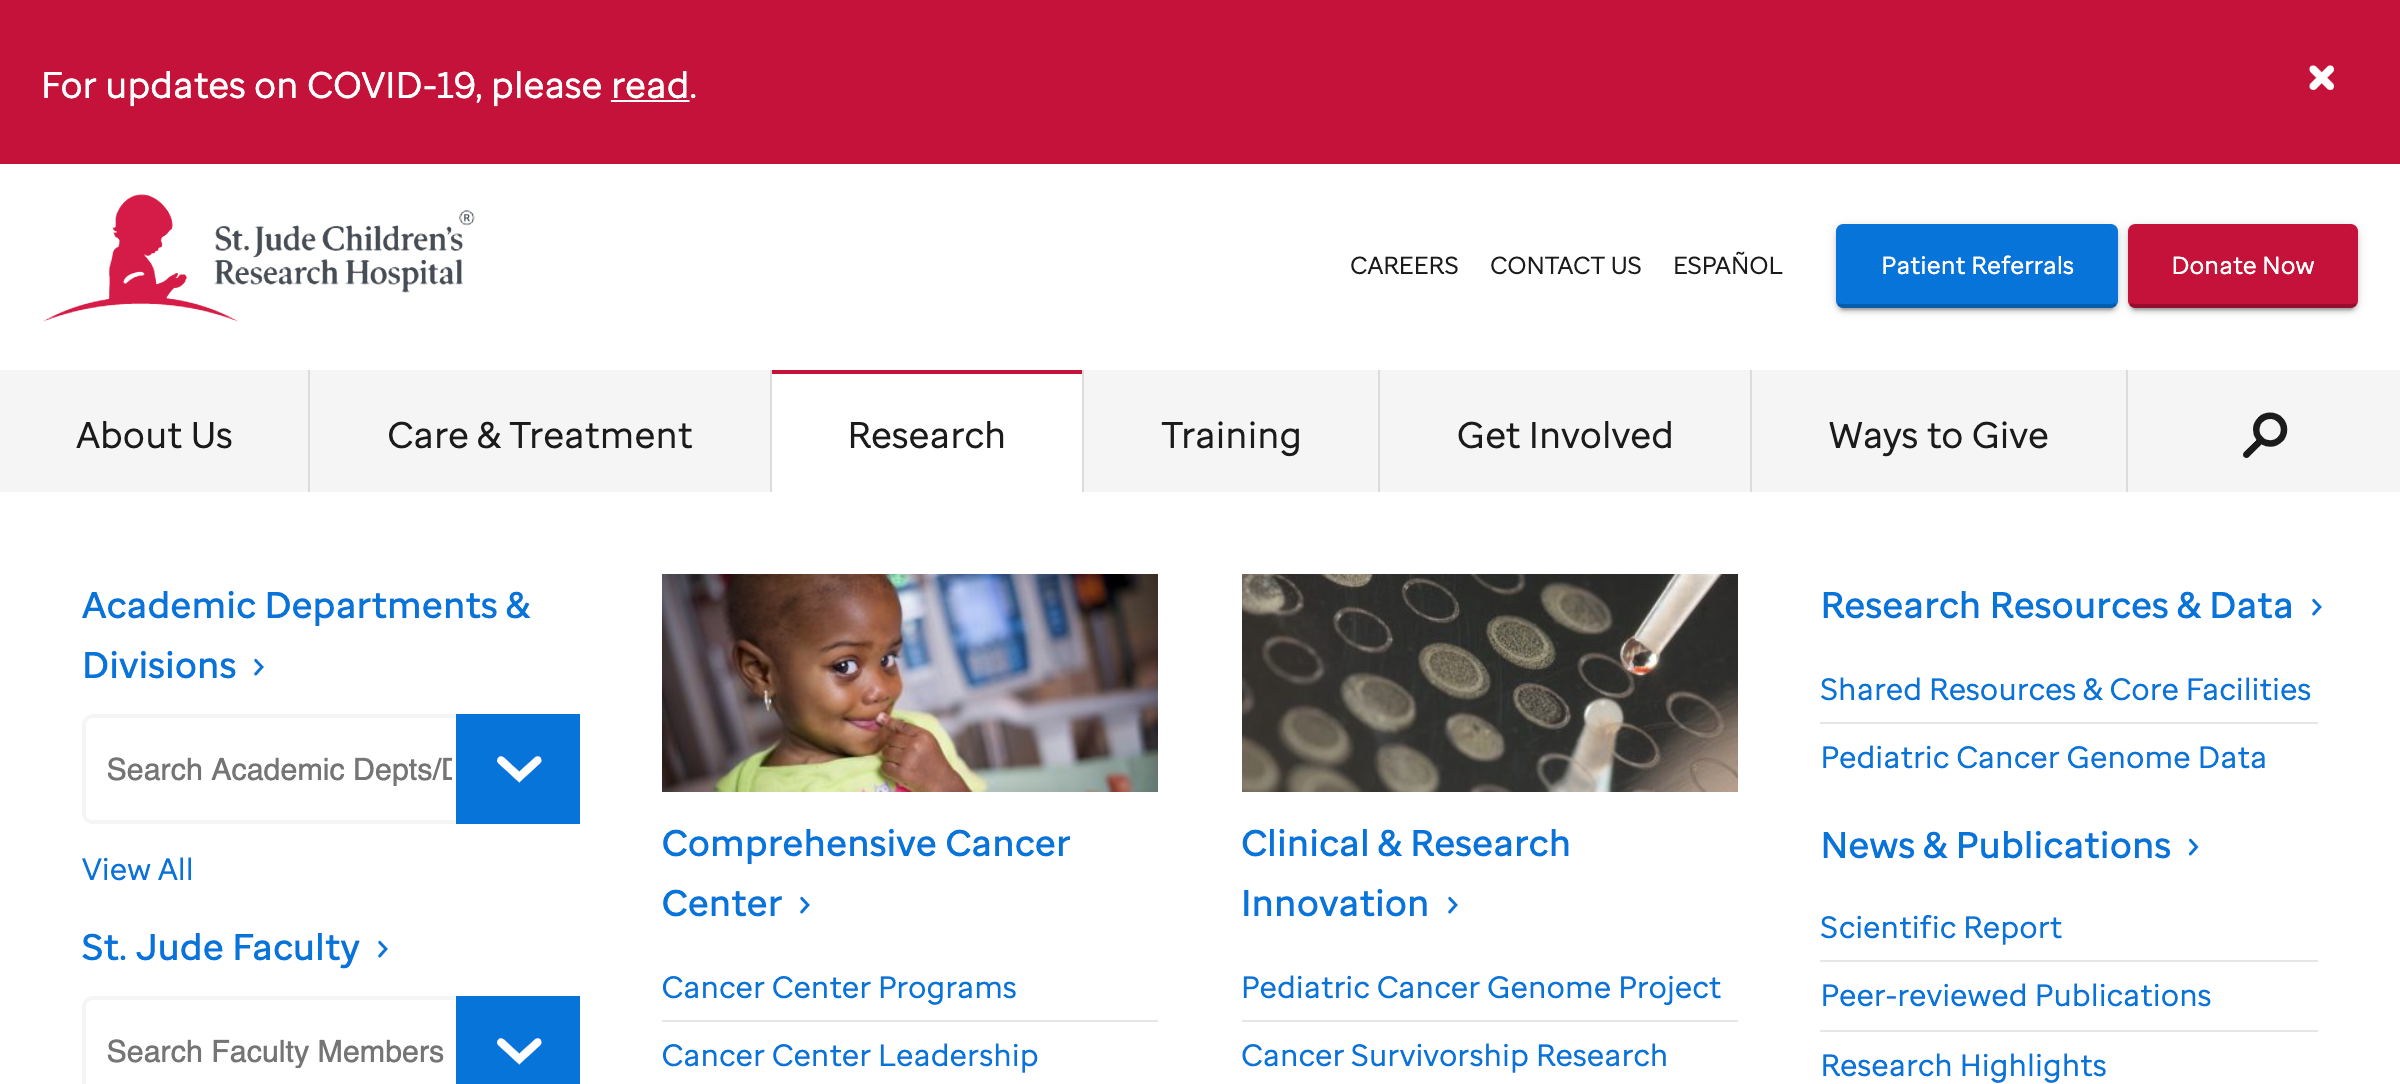 For updates on COVID-19, please read.
St. Jude Children's®
Research Hospital
CAREERS CONTACT US ESPAÑOL Patient Referrals Donate Now
About Us Care & Treatment Research Training Get Involved Ways to Give
Academic Departments &
Divisions ›
Search Academic Depts/D
View All
St. Jude Faculty ›
Search Faculty Members
Comprehensive Cancer
Center ›
Cancer Center Programs
Cancer Center Leadership
Clinical & Research
Innovation ›
Pediatric Cancer Genome Project
Cancer Survivorship Research
Research Resources & Data ›
Shared Resources & Core Facilities
Pediatric Cancer Genome Data
News & Publications ›
Scientific Report
Peer-reviewed Publications
Research Highlights